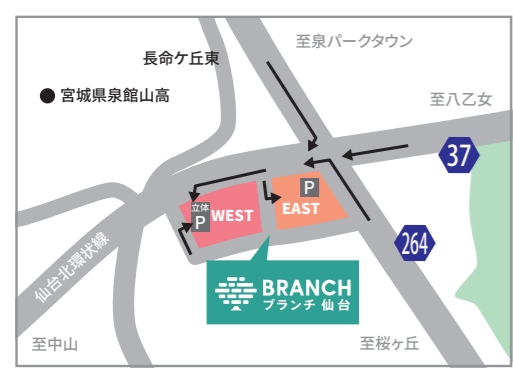 至泉パークタウン
長命ケ丘東
宮城県泉館山高
至八乙女
37
P
立体
P
WEST
EAST
264
仙台北環状線
BRANCH
ブランチ仙台
至中山
至桜ヶ丘